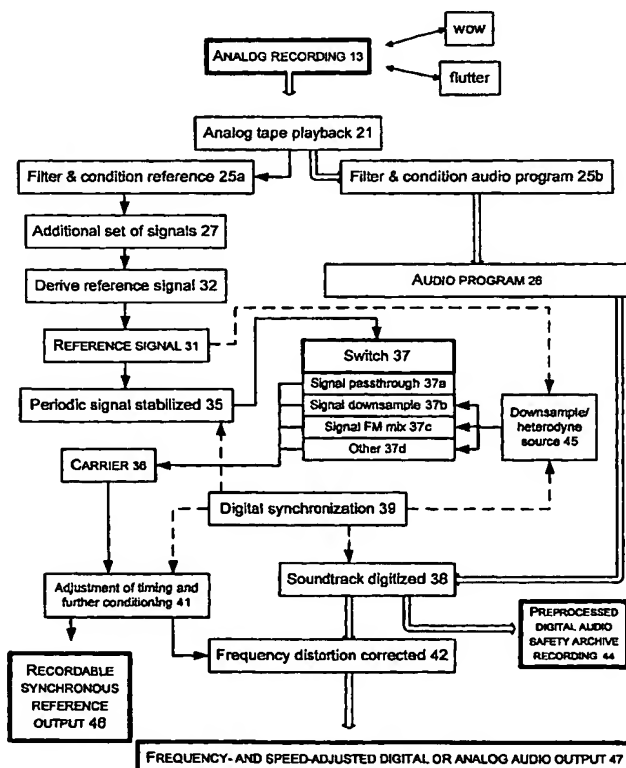 wow
ANALOG RECORDING 13
flutter
Analog tape playback 21
Filter & condition reference 25a
Filter & condition audio program 25b
Additional set of signals 27
Derive reference signal 32
AUDIO PROGRAM 26
REFERENCE SIGNAL 31
Switch 37
Signal passthrough 37a
Periodic signal stabilized 35
Signal downsample 37b
Downsample/
heterodyne
source 45
Signal FM mix 37c
Other 37d
CARRIER 36
Digital synchronization 39
Adjustment of timing and
further conditioning 41
Soundtrack digitized 38
PREPROCESSED
DIGITAL AUDIO
SAFETY ARCHIVE
RECORDING 44
RECORDABLE
SYNCHRONOUS
REFERENCE
OUTPUT 46
Frequency distortion corrected 42
FREQUENCY- AND SPEED-ADJUSTED DIGITAL OR ANALOG AUDIO OUTPUT 47